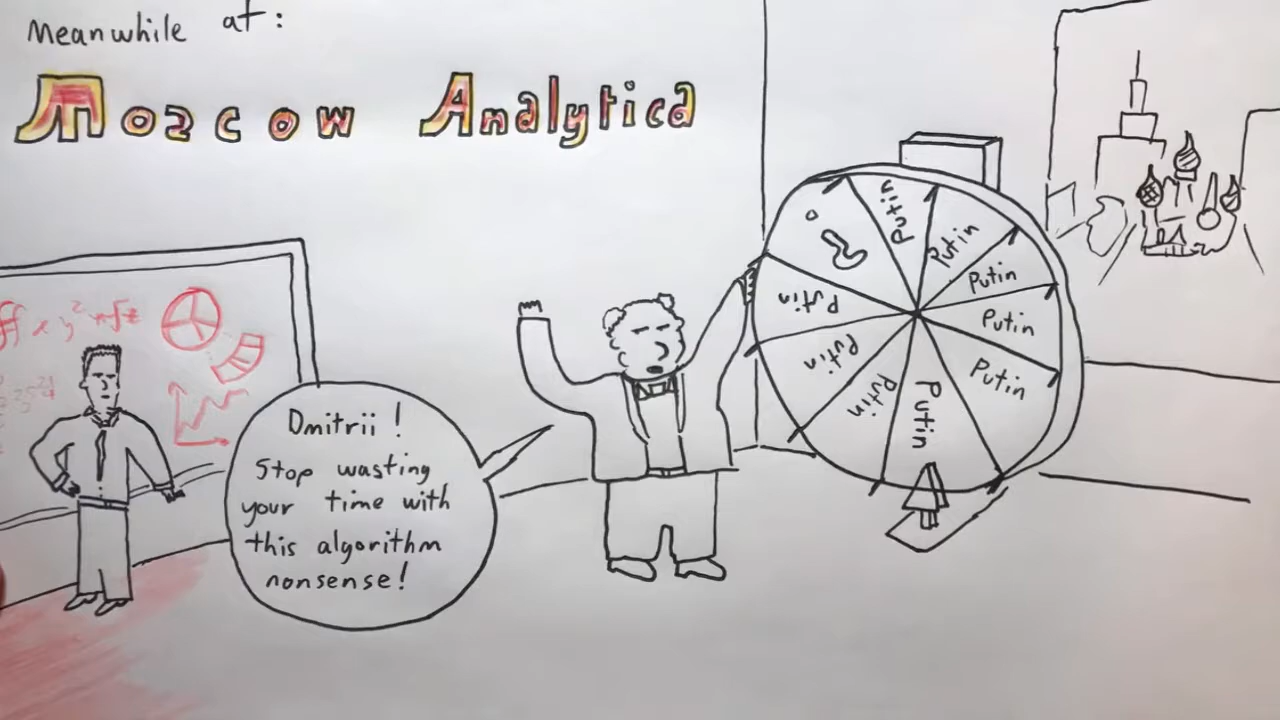 Meanwhile at:
Moscow Analytica
Dmitrii!
Stop wasting
your time with
this algorithm
nonsense!
?
Putin
Putin
Putin
Putin
Putin
Putin
Putin
Putin
Putin